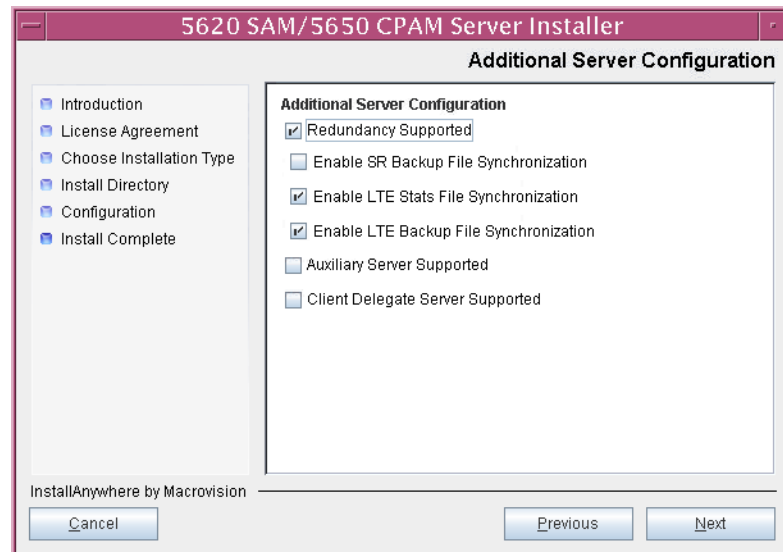 5620 SAM/5650 CPAM Server Installer
Additional Server Configuration
Introduction
License Agreement
Choose Installation Type
Install Directory
Configuration
Install Complete
Additional Server Configuration
Redundancy Supported
Enable SR Backup File Synchronization
Enable LTE Stats File Synchronization
Enable LTE Backup File Synchronization
Auxiliary Server Supported
Client Delegate Server Supported
InstallAnywhere by Macrovision
Cancel
Previous
Next